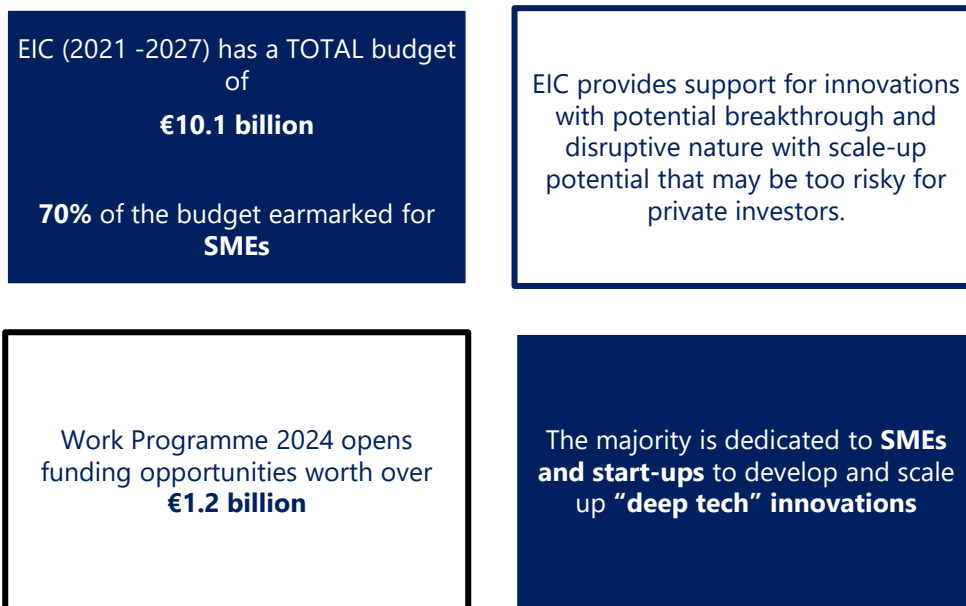 EIC (2021 -2027) has a TOTAL budget
of
€10.1 billion
70% of the budget earmarked for
SMEs
EIC provides support for innovations
with potential breakthrough and
disruptive nature with scale-up
potential that may be too risky for
private investors.
Work Programme 2024 opens
funding opportunities worth over
€1.2 billion
The majority is dedicated to SMEs
and start-ups to develop and scale
up “deep tech” innovations